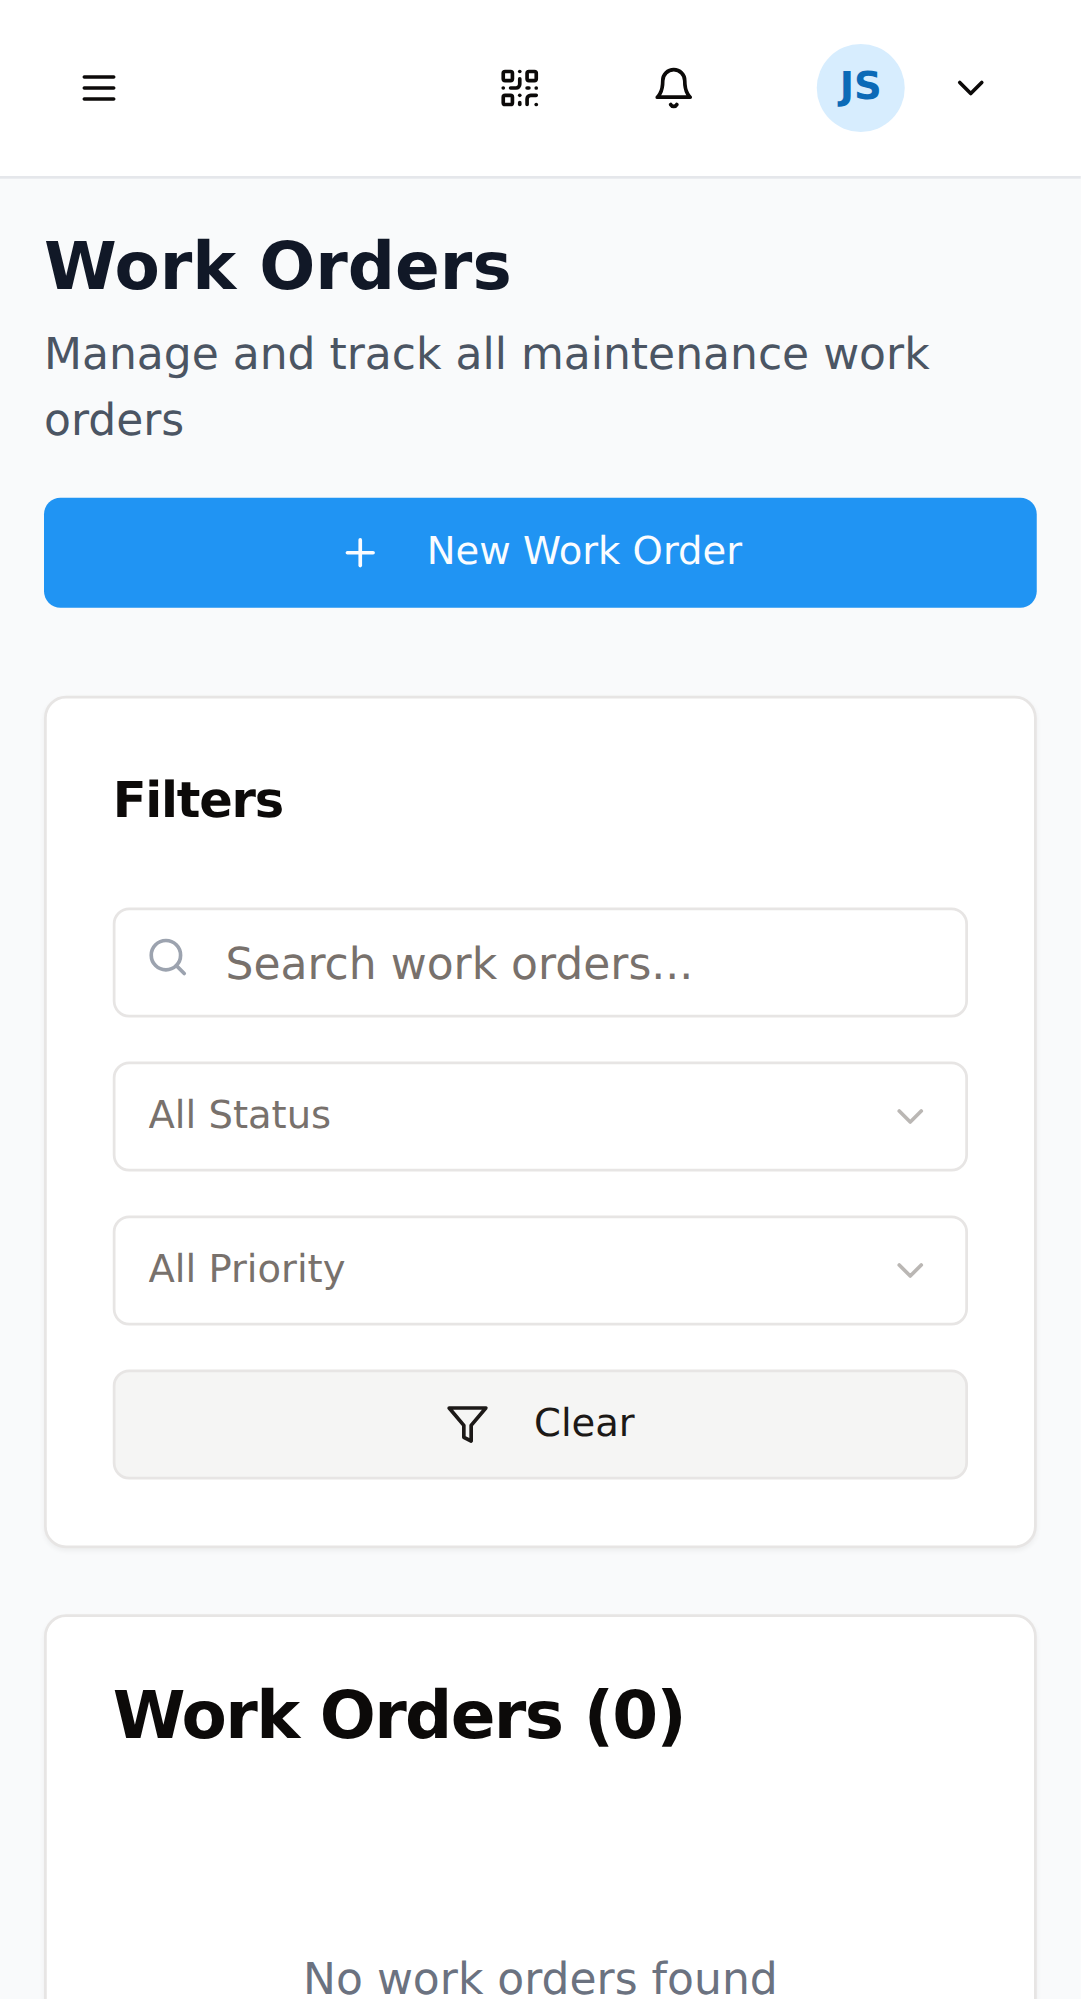 JS
Work Orders
Manage and track all maintenance work
orders
New Work Order
Filters
Search work orders...
All Status
All Priority
Clear
Work Orders (0)
No work orders found